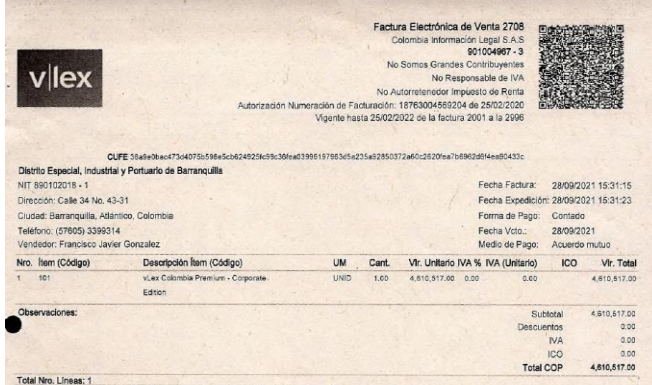 v|lex
Factura Electrónica de Venta 2708
Colombia Información Legal S.A.S
901004967 - 3
No Somos Grandes Contribuyentes
No Responsable de IVA
No Autorretenedor Impuesto de Renta
Autorización Numeración de Facturación: 18763004569204 de 25/02/2020
Vigente hasta 25/02/2022 de la factura 2001 a la 2996
CUFE
Distrito Especial, Industrial y Portuario de Barranquilla
NIT 890102018 - 1
Dirección: Calle 34 No. 43-31
Ciudad: Barranquilla, Atlántico, Colombia
Teléfono: (57605) 3399314
Vendedor: Francisco Javier Gonzalez
Fecha Factura: 28/09/2021 15:31:15
Fecha Expedición: 28/09/2021 15:31:23
Forma de Pago: Contado
Fecha Vcto.: 28/09/2021
Medio de Pago: Acuerdo mutuo
Nro. Ítem (Código) Descripción Ítem (Código) UM Cant. Vlr. Unitario IVA % IVA (Unitario) ICO Vlr. Total
1 101 vLex Colombia Premium - Corporate Edition UNID 1.00 4,610,517.00 0.00 0.00 4,610,517.00
Observaciones:
Subtotal 4,610,517.00
Descuentos 0.00
IVA 0.00
ICO 0.00
Total COP 4,610,517.00
Total Nro. Líneas: 1